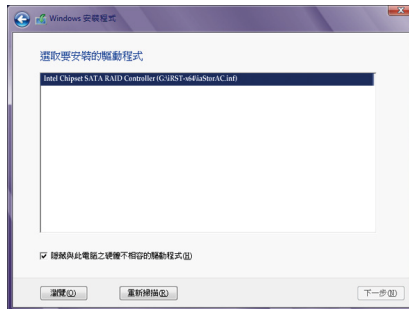 Windows 安裝程式
選取要安裝的驅動程式
Intel Chipset SATA RAID Controller (G:\iRST-x64\iaStorAC.inf)
隱藏與此電腦之硬體不相容的驅動程式(H)
瀏覽(O)
重新掃描(R)
下一步(N)